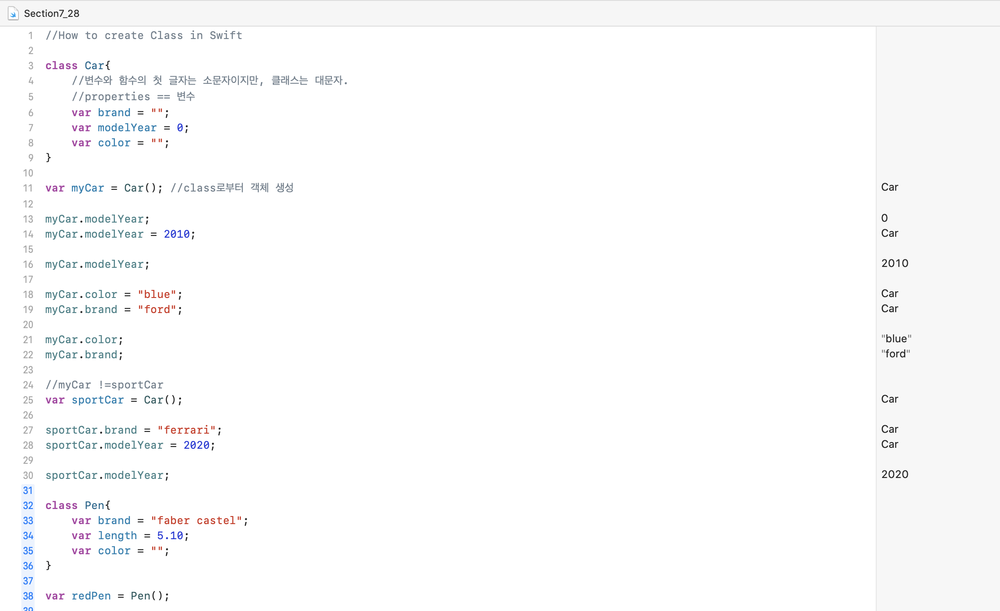 Section7_28
1 //How to create Class in Swift
2
3 class Car{
4     //변수와 함수의 첫 글자는 소문자이지만, 클래스는 대문자.
5     //properties == 변수
6     var brand = "";
7     var modelYear = 0;
8     var color = "";
9 }
10
11 var myCar = Car(); //class로부터 객체 생성 Car
12
13 myCar.modelYear; 0
14 myCar.modelYear = 2010; Car
15
16 myCar.modelYear; 2010
17
18 myCar.color = "blue"; Car
19 myCar.brand = "ford"; Car
20
21 myCar.color; "blue"
22 myCar.brand; "ford"
23
24 //myCar !=sportCar
25 var sportCar = Car(); Car
26
27 sportCar.brand = "ferrari"; Car
28 sportCar.modelYear = 2020; Car
29
30 sportCar.modelYear; 2020
31
32 class Pen{
33     var brand = "faber castel";
34     var length = 5.10;
35     var color = "";
36 }
37
38 var redPen = Pen();
39